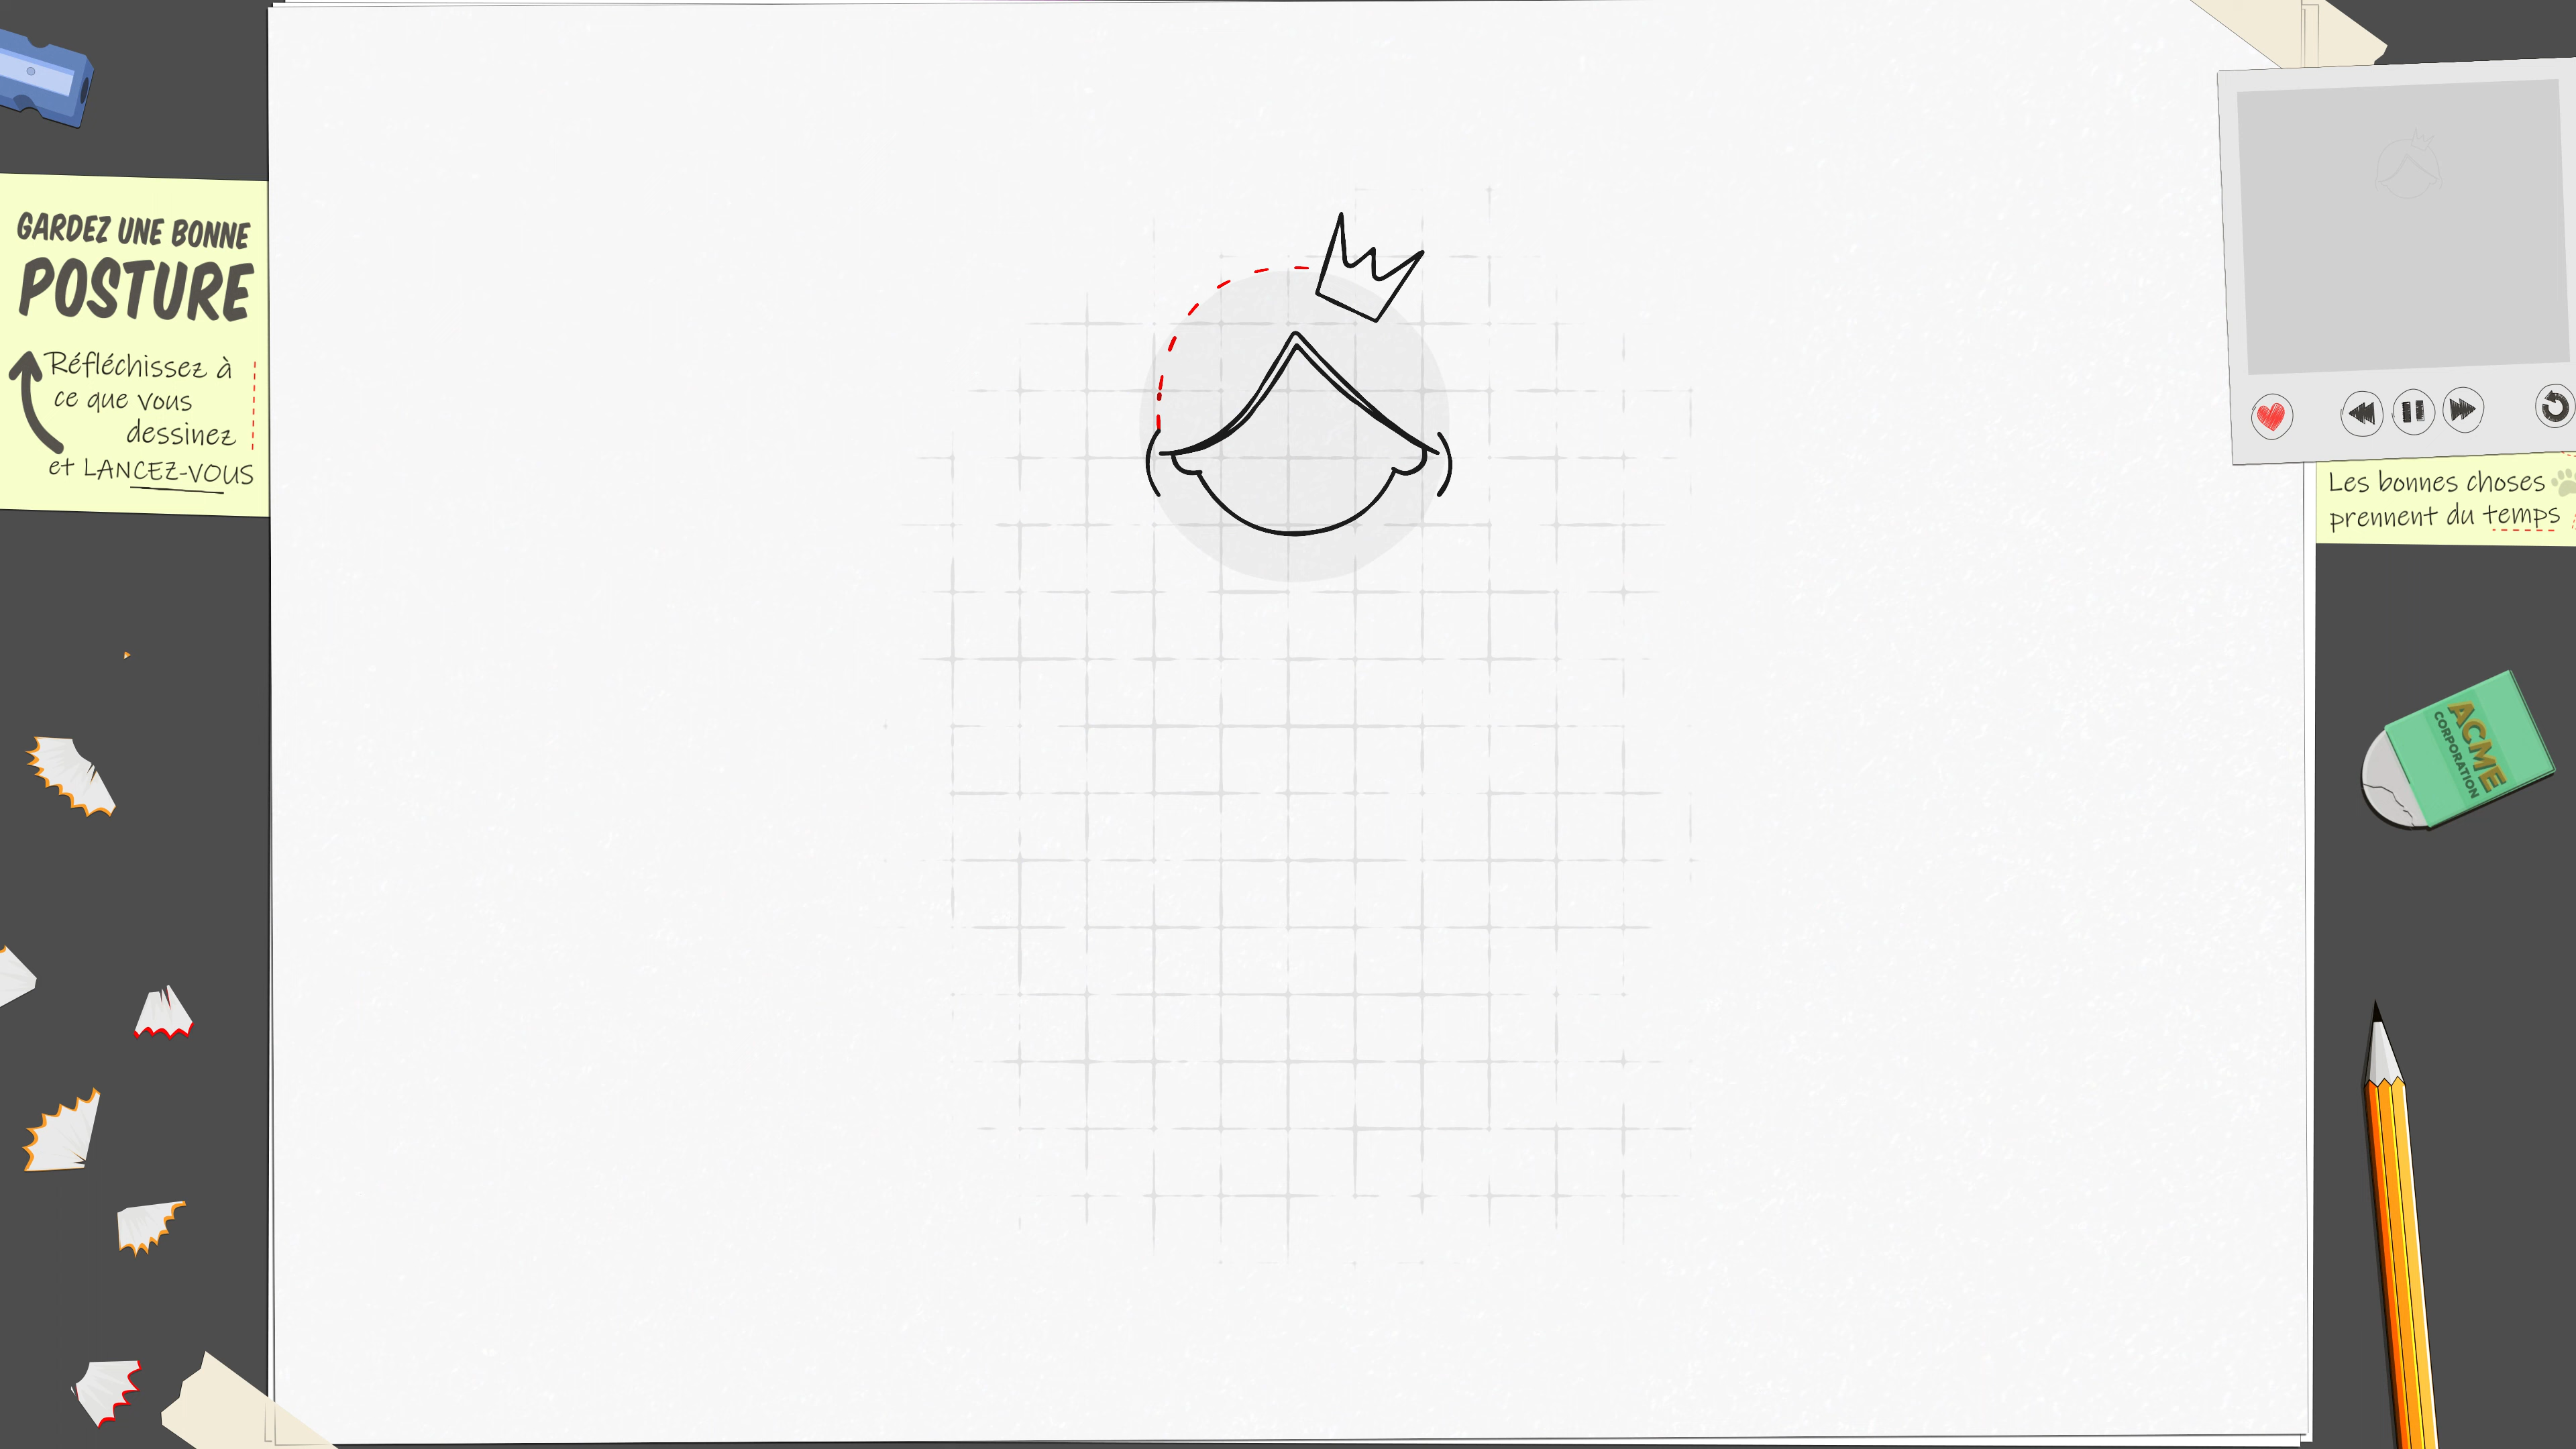 GARDEZ UNE BONNE
POSTURE
Réfléchissez à
ce que vous
dessinez
et LANCEZ-VOUS
Les bonnes choses
prennent du temps
ACME
CORPORATION